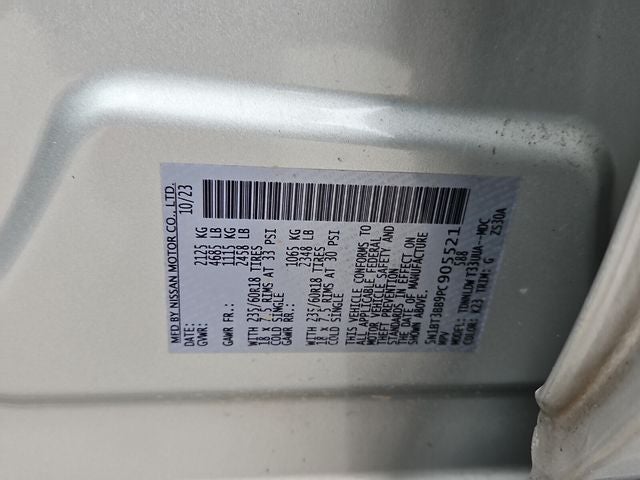 MFD BY NISSAN MOTOR CO., LTD.
DATE: 10/23
GVWR: 2125 KG
4685 LB
GAWR FR.: 1115 KG
2458 LB
WITH 235/60R18 TIRES
18 X 7.5 RIMS AT 33 PSI
COLD SINGLE
GAWR RR.: 1065 KG
2348 LB
WITH 235/60R18 TIRES
18 X 7.5 RIMS AT 30 PSI
COLD SINGLE
THIS VEHICLE CONFORMS TO
ALL APPLICABLE FEDERAL
MOTOR VEHICLE SAFETY AND
THEFT PREVENTION
STANDARDS IN EFFECT ON
THE DATE OF MANUFACTURE
SHOWN ABOVE.
5N1BT3BB9PC905521
MPV 588
MODEL: -MDC
COLOR: K23 TRIM: G ZS30A